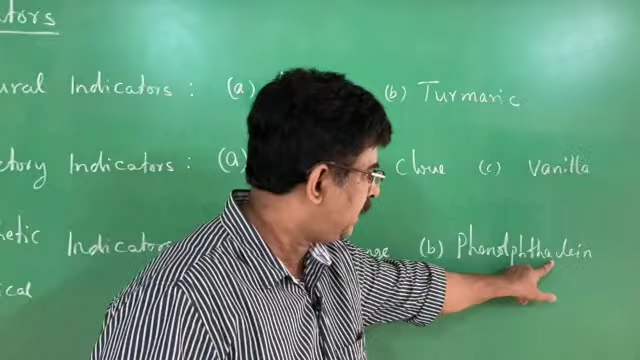 ators
ural Indicators : (a) (b) Turmaric
ctory Indicators : (a) Clove (c) Vanilla
hetic Indicators nge (b) Phenolphthalein
ical